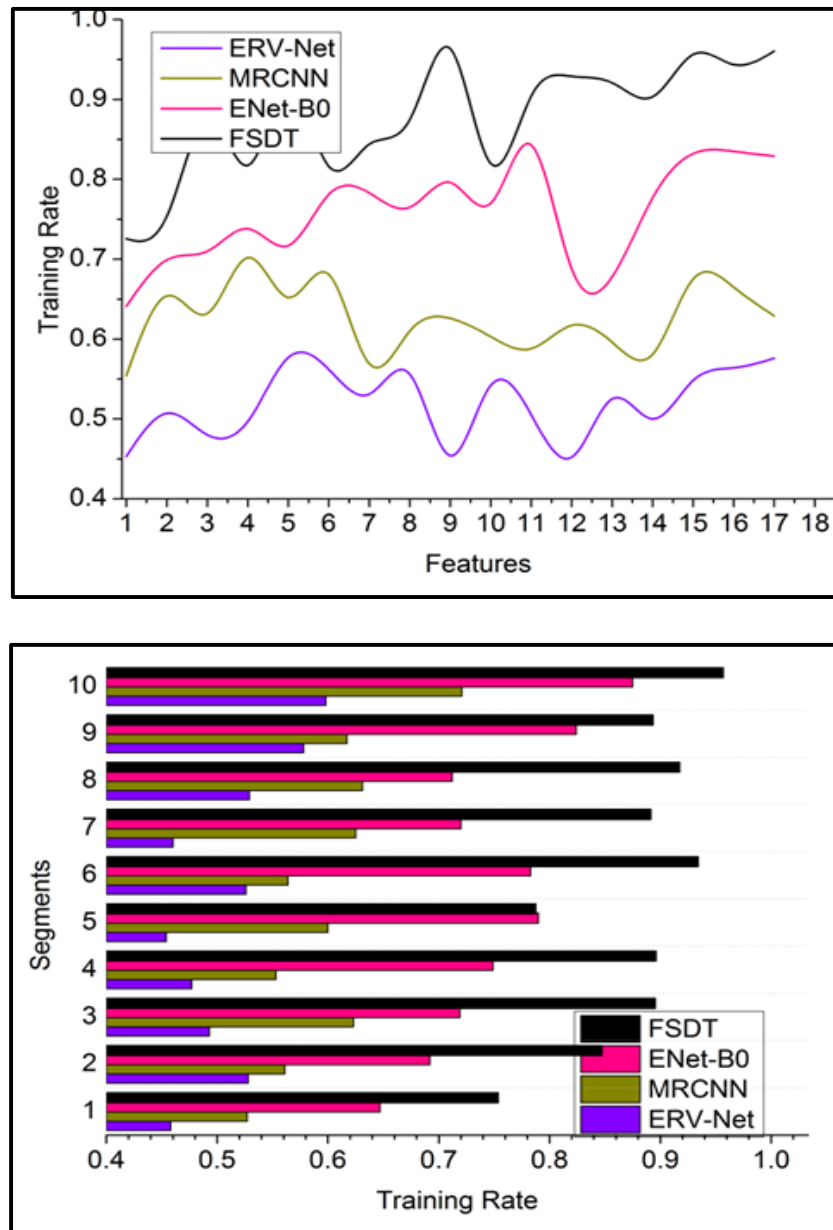 1.0
0.9
0.8
0.7
0.6
0.5
0.4
Training Rate
ERV-Net
MRCNN
ENet-B0
FSDT
1 2 3 4 5 6 7 8 9 10 11 12 13 14 15 16 17 18
Features
10
9
8
7
6
5
4
3
2
1
Segments
FSDT
ENet-B0
MRCNN
ERV-Net
0.4 0.5 0.6 0.7 0.8 0.9 1.0
Training Rate